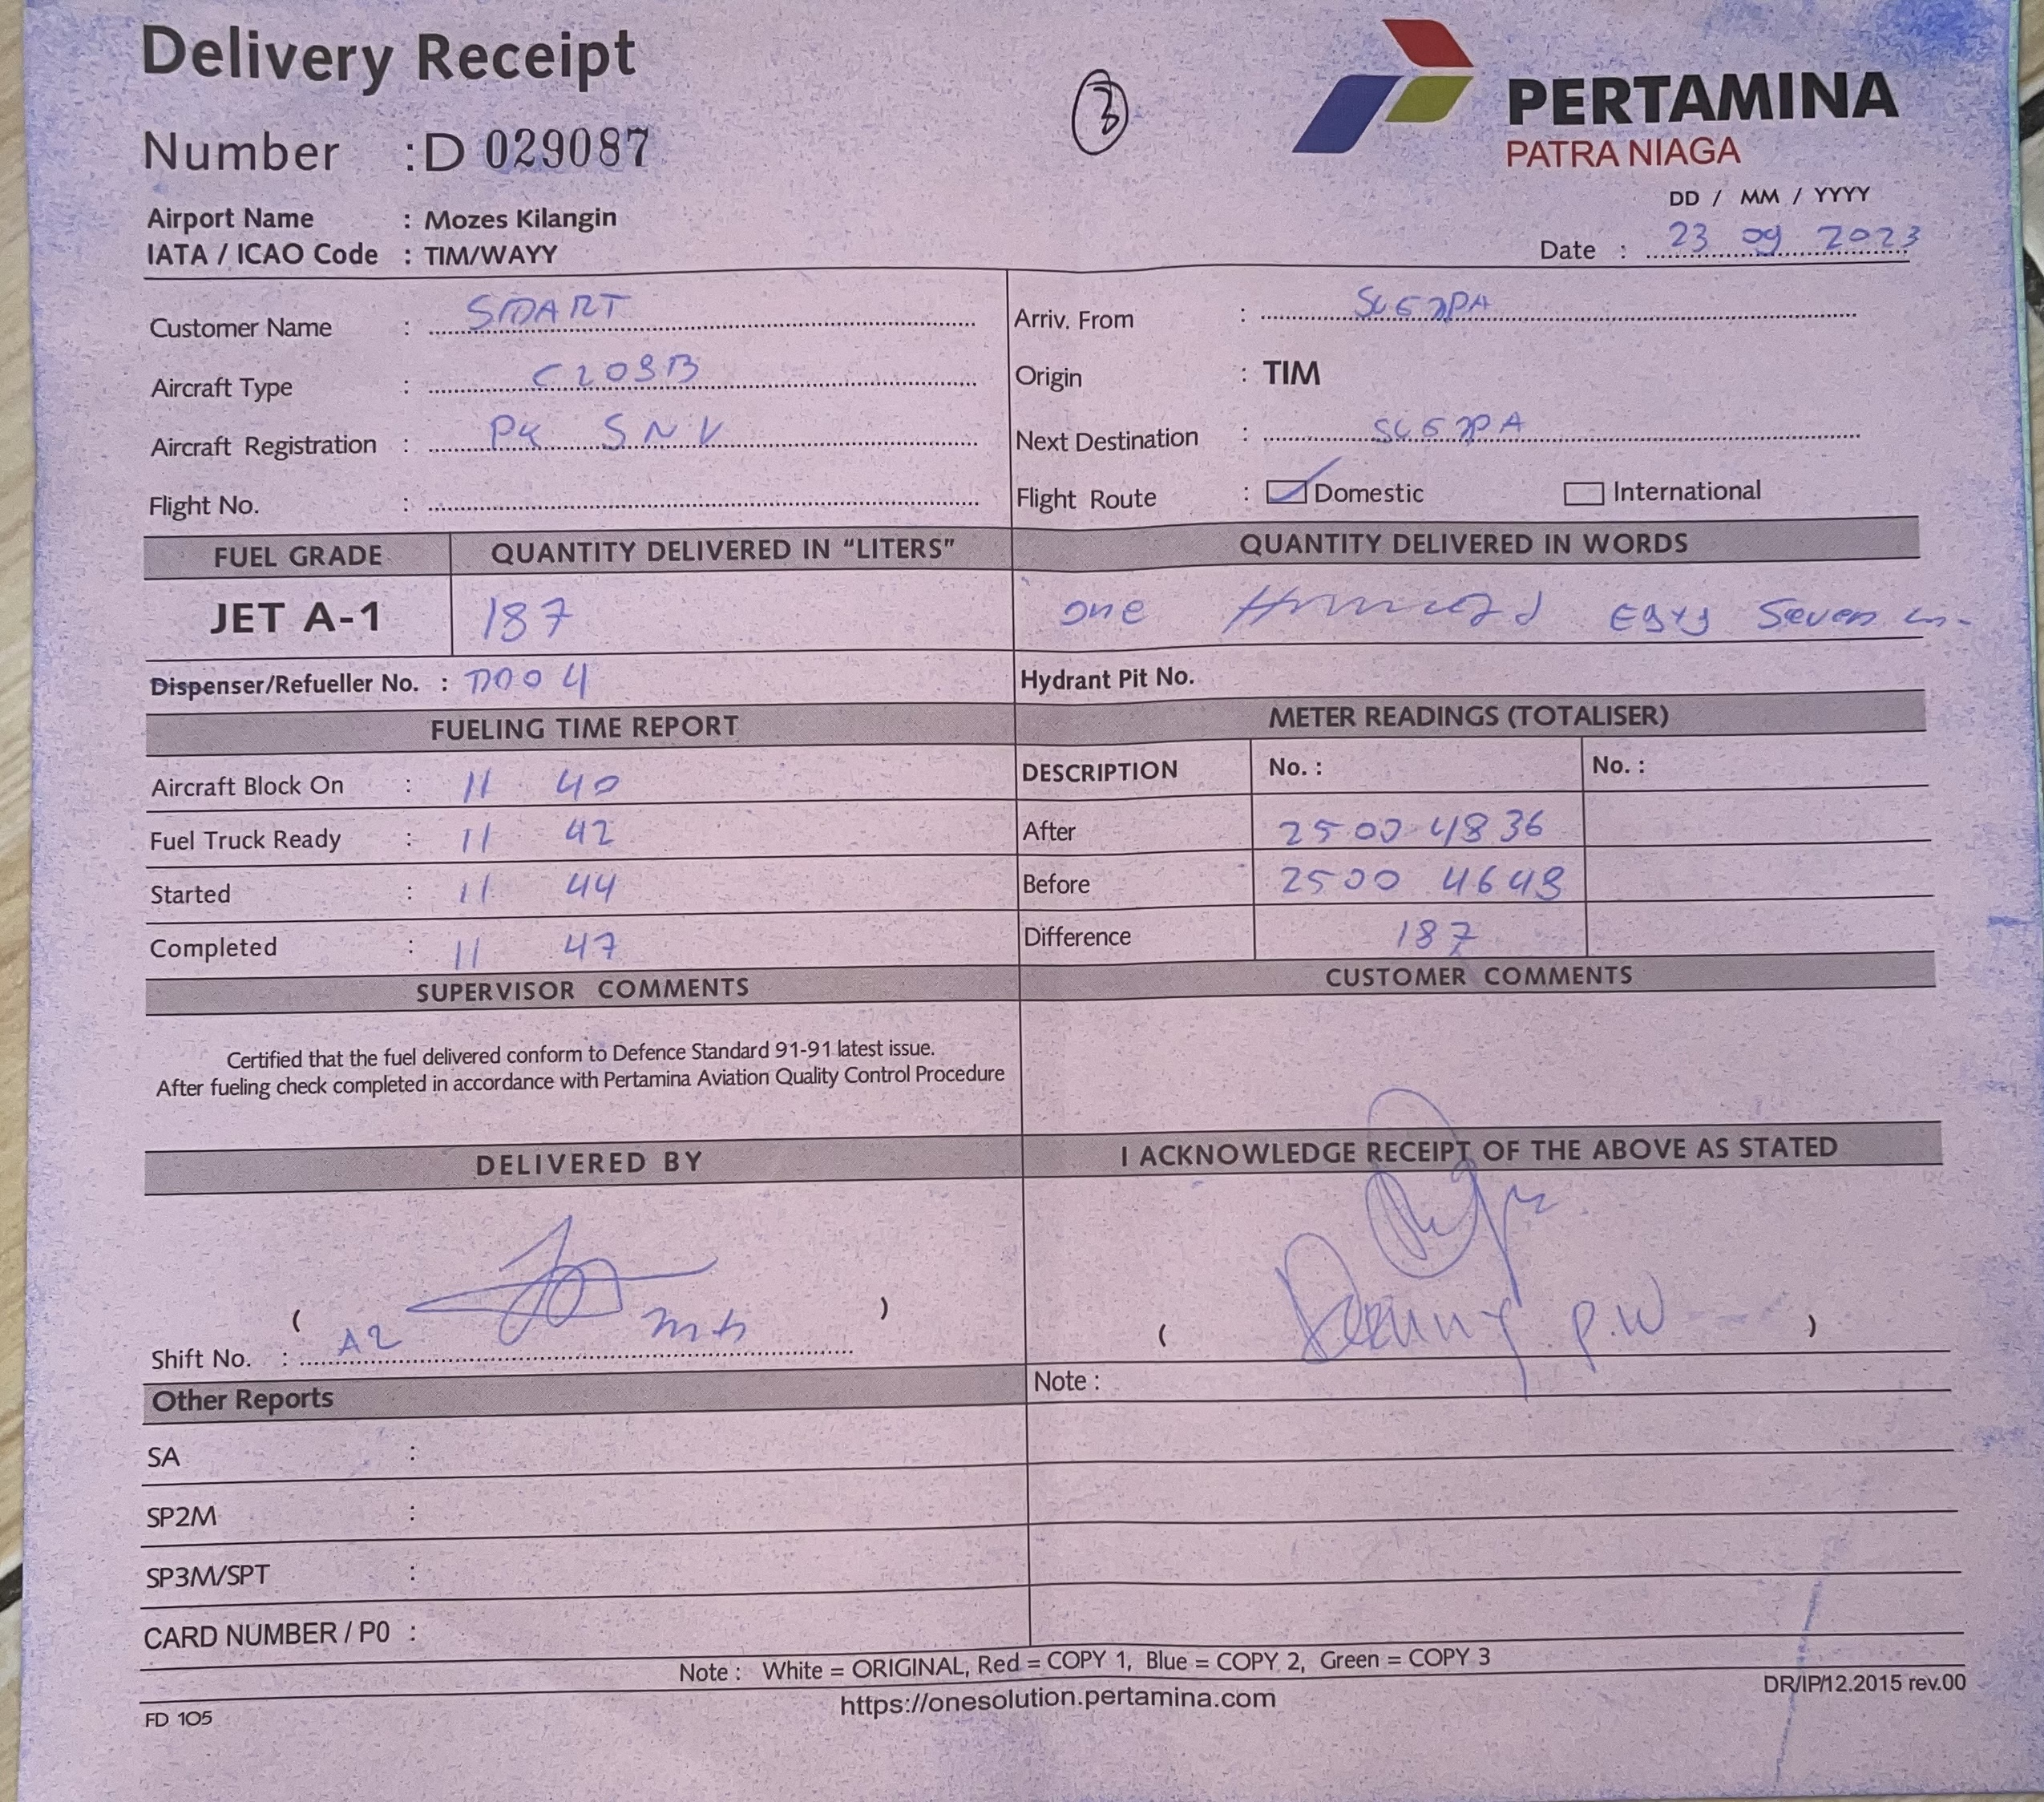 Delivery Receipt
3
PERTAMINA
PATRA NIAGA
Number : D 029087
DD / MM / YYYY
Airport Name : Mozes Kilangin
IATA / ICAO Code : TIM/WAYY
Date : 23 09 2023
Customer Name : SMART
Arriv. From :
Aircraft Type : C208B
Origin : TIM
Aircraft Registration : PK SNV
Next Destination :
Flight No. :
Flight Route : Domestic International
FUEL GRADE QUANTITY DELIVERED IN “LITERS” QUANTITY DELIVERED IN WORDS
JET A-1 187 one Hundred Seven
Dispenser/Refueller No. : Hydrant Pit No.
FUELING TIME REPORT METER READINGS (TOTALISER)
Aircraft Block On : 11 40 DESCRIPTION No. : No. :
Fuel Truck Ready : 11 42 After 2500 4836
Started : 11 44 Before 2500 4649
Completed : 11 47 Difference 187
SUPERVISOR COMMENTS CUSTOMER COMMENTS
Certified that the fuel delivered conform to Defence Standard 91-91 latest issue.
After fueling check completed in accordance with Pertamina Aviation Quality Control Procedure
DELIVERED BY I ACKNOWLEDGE RECEIPT OF THE ABOVE AS STATED
( ) ( P.W )
Shift No. : A2
Other Reports Note :
SA :
SP2M :
SP3M/SPT :
CARD NUMBER / P0 :
Note : White = ORIGINAL, Red = COPY 1, Blue = COPY 2, Green = COPY 3
https://onesolution.pertamina.com
DR/IP/12.2015 rev.00
FD 105